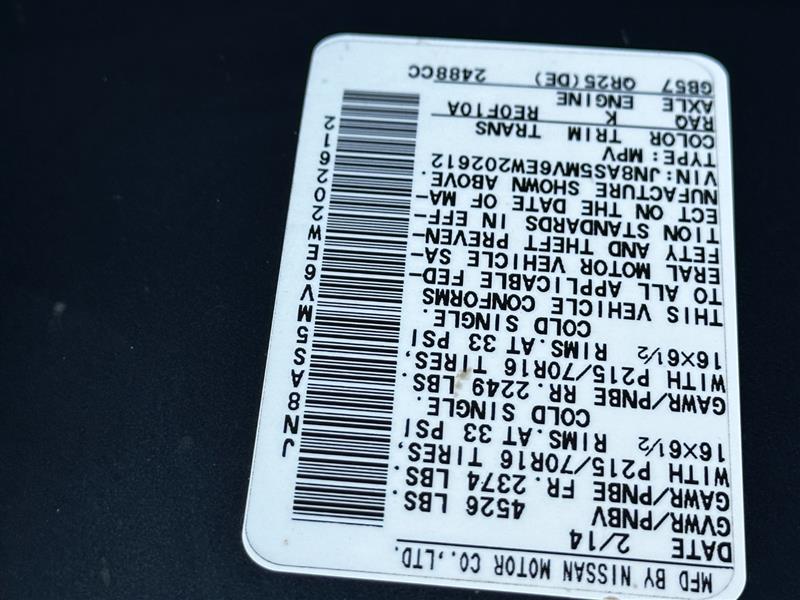 MFD BY NISSAN MOTOR CO.,LTD.
DATE 2/14
GVWR/PNBV 4526 LBS.
GAWR/PNBE FR. 2374 LBS.
WITH P215/70R16 TIRES,
16×6½ RIMS.AT 33 PSI
COLD SINGLE.
GAWR/PNBE RR. 2249 LBS.
WITH P215/70R16 TIRES,
16×6½ RIMS.AT 33 PSI
COLD SINGLE.
THIS VEHICLE CONFORMS
TO ALL APPLICABLE FED-
ERAL MOTOR VEHICLE SA-
FETY AND THEFT PREVEN-
TION STANDARDS IN EFF-
ECT ON THE DATE OF MA-
NUFACTURE SHOWN ABOVE.
VIN:JN8AS5MV6EW202612
TYPE:MPV
COLOR TRIM TRANS
RAQ K RE0F10A
AXLE ENGINE
GB57 QR25(DE) 2488CC
JN8AS5MV6EW202612